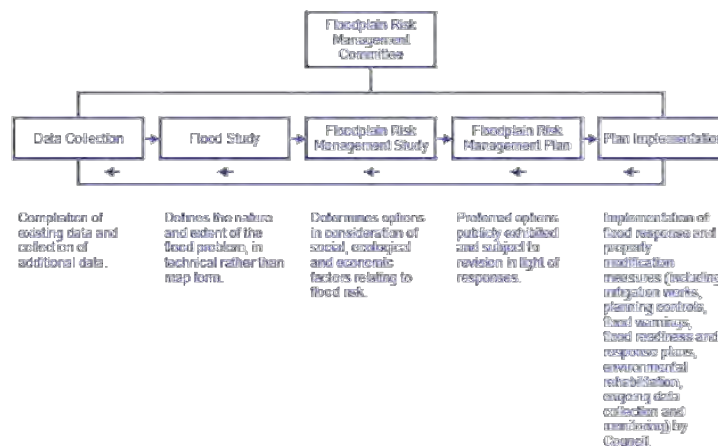 Floodplain Risk
Management
Committee
Data Collection
Flood Study
Floodplain Risk
Management Study
Floodplain Risk
Management Plan
Plan Implementation
Compilation of
existing data and
collection of
additional data.
Defines the nature
and extent of the
flood problem, in
technical rather than
map form.
Determines options
in consideration of
social, ecological
and economic
factors relating to
flood risk.
Preferred options
publicly exhibited
and subject to
revision in light of
responses.
Implementation of
flood response and
property
modification
measures (including
mitigation works,
planning controls,
flood warnings,
flood readiness and
response plans,
environmental
rehabilitation,
ongoing data
collection and
monitoring) by
Council.